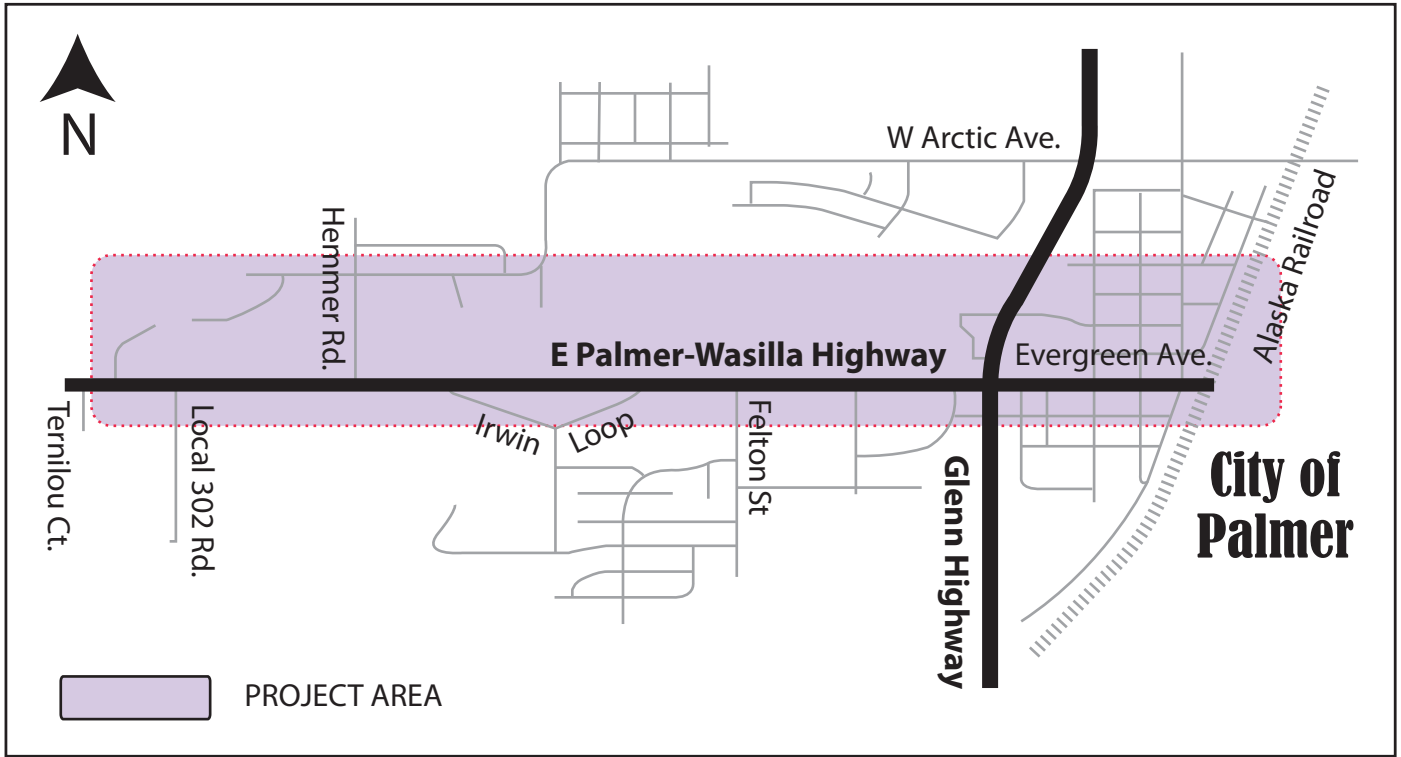 N
W Arctic Ave.
Hemmer Rd.
Alaska Railroad
E Palmer-Wasilla Highway
Evergreen Ave.
Ternilou Ct.
Local 302 Rd.
Irwin Loop
Felton St
Glenn Highway
City of
Palmer
PROJECT AREA